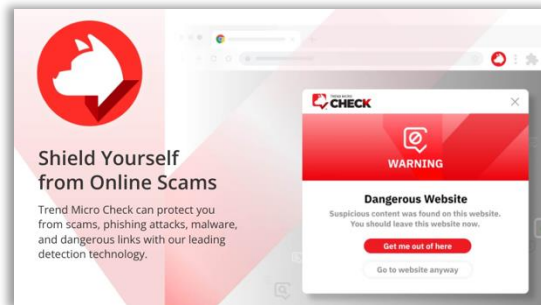 Shield Yourself
from Online Scams
Trend Micro Check can protect you
from scams, phishing attacks, malware,
and dangerous links with our leading
detection technology.
TREND MICRO
CHECK
WARNING
Dangerous Website
Suspicious content was found on this website.
You should leave this website now.
Get me out of here
Go to website anyway